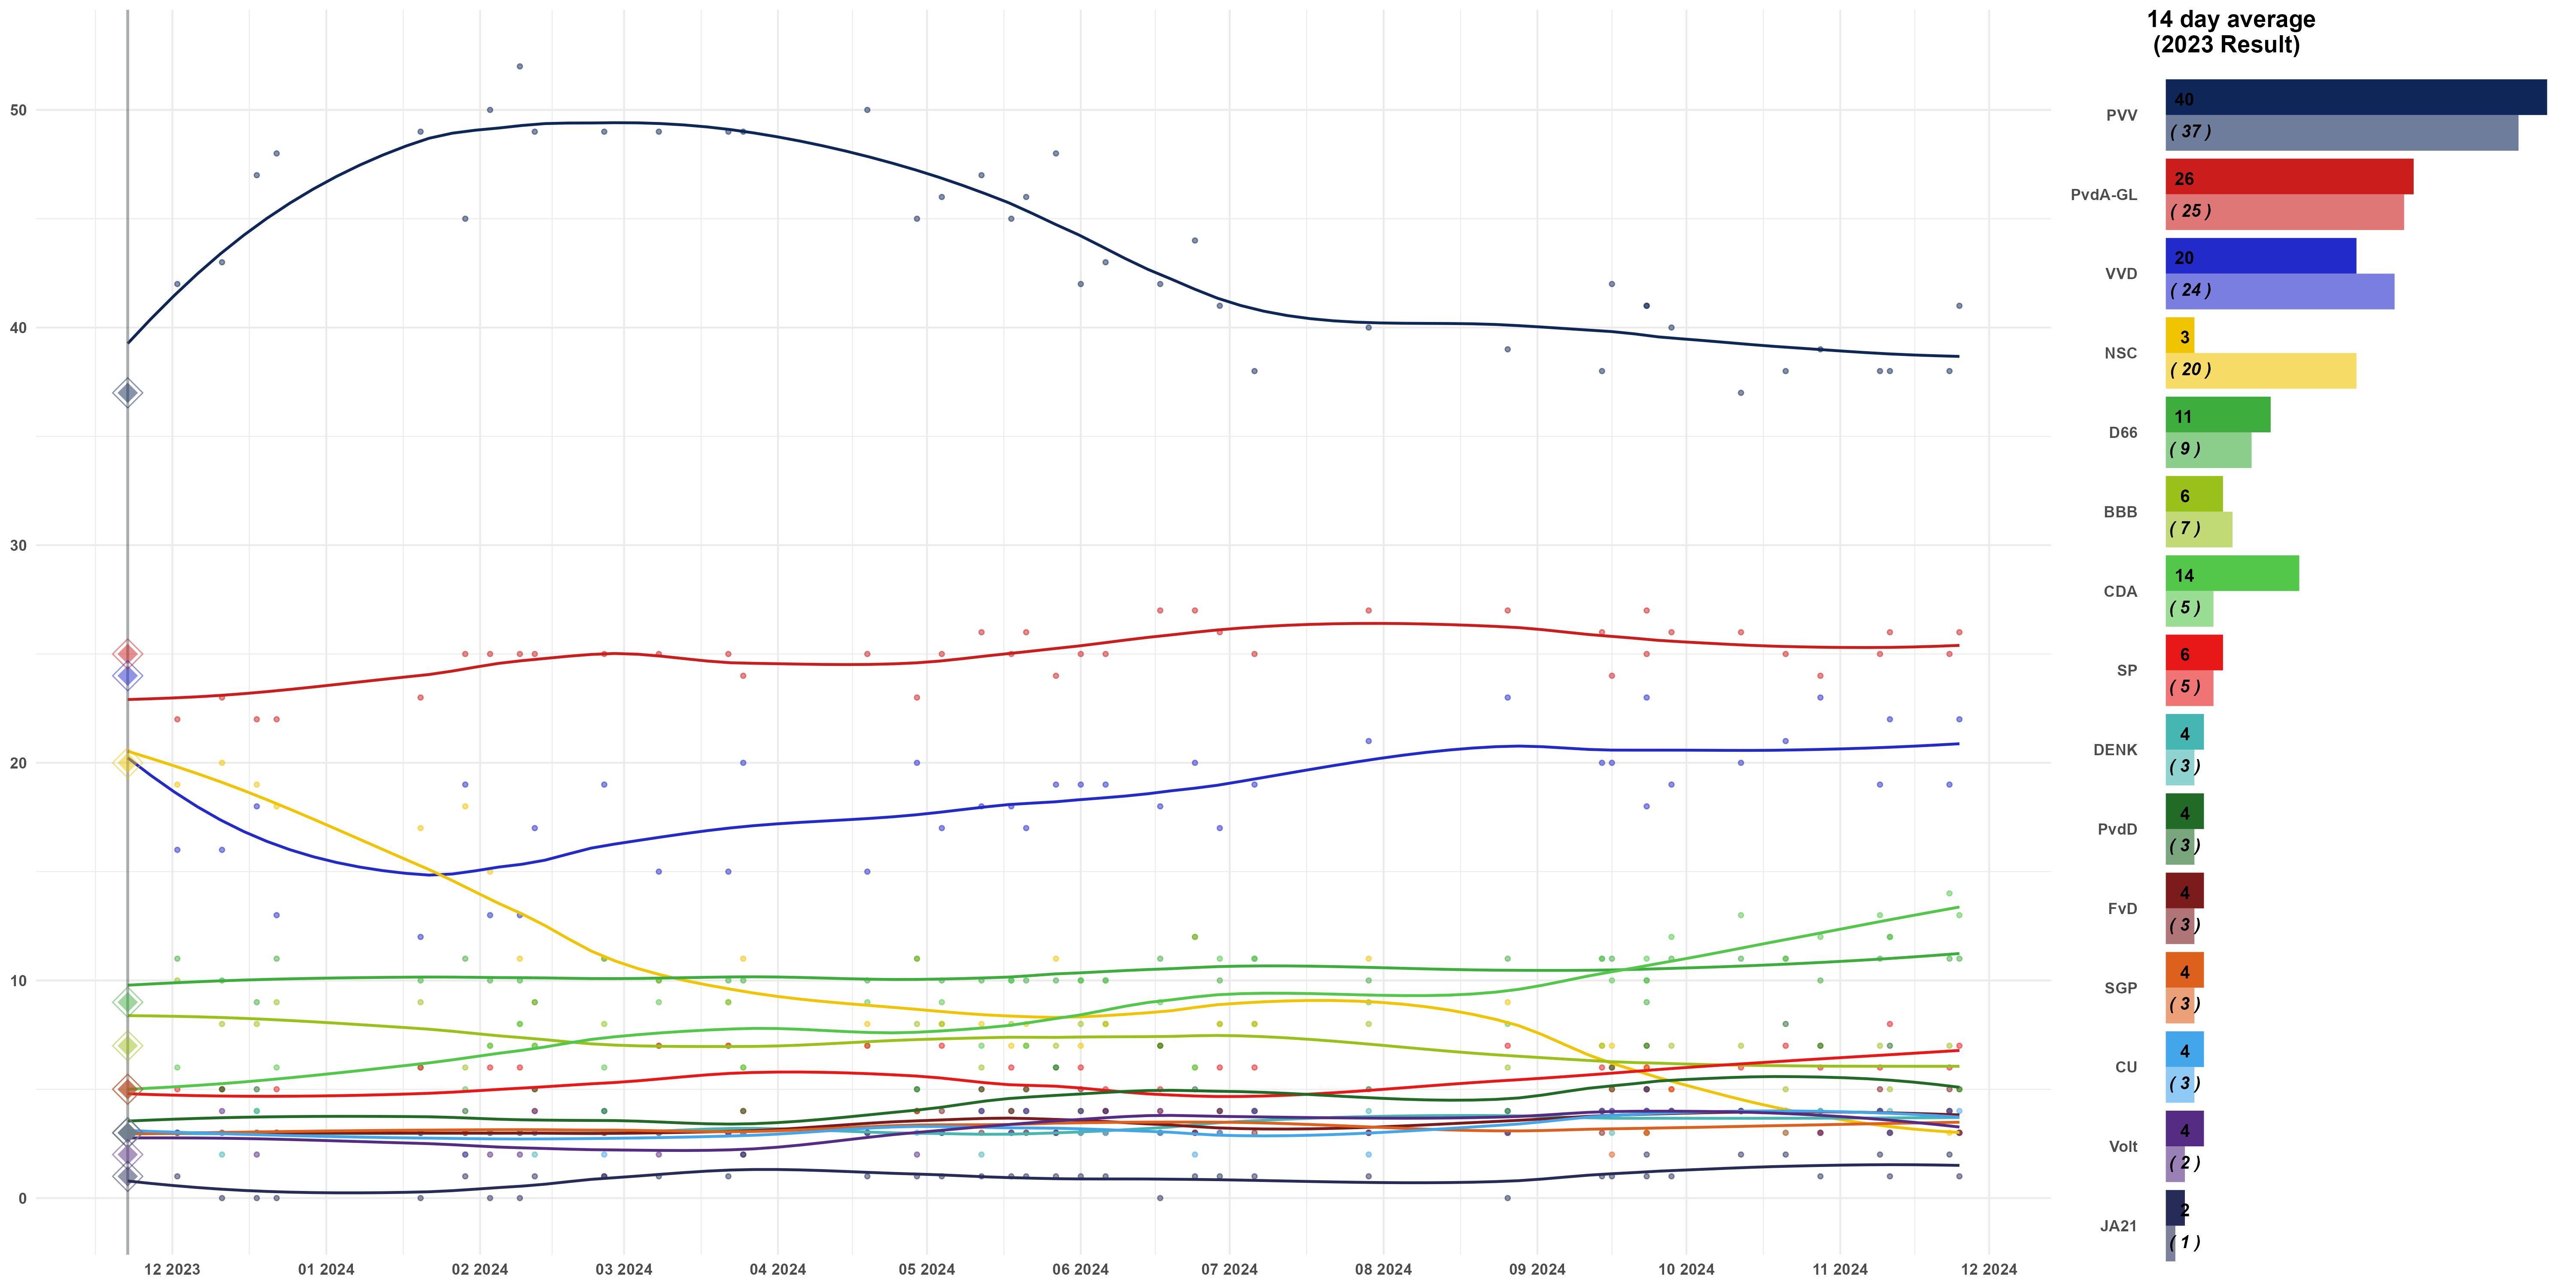 14 day average
(2023 Result)
50
40
30
20
10
0
12 2023
01 2024
02 2024
03 2024
04 2024
05 2024
06 2024
07 2024
08 2024
09 2024
10 2024
11 2024
12 2024
PVV
40
( 37 )
PvdA-GL
26
( 25 )
VVD
20
( 24 )
NSC
3
( 20 )
D66
11
( 9 )
BBB
6
( 7 )
CDA
14
( 5 )
SP
6
( 5 )
DENK
4
( 3 )
PvdD
4
( 3 )
FvD
4
( 3 )
SGP
4
( 3 )
CU
4
( 3 )
Volt
4
( 2 )
JA21
2
( 1 )